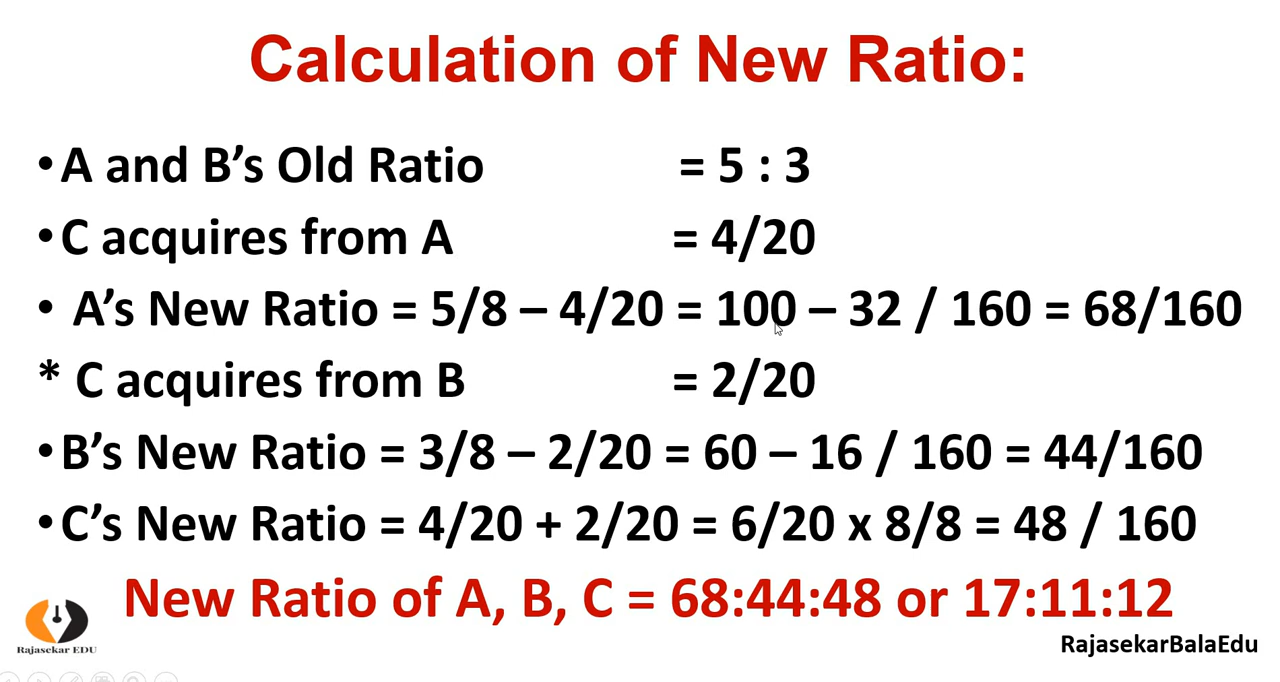 Calculation of New Ratio:
• A and B’s Old Ratio = 5 : 3
• C acquires from A = 4/20
• A’s New Ratio = 5/8 – 4/20 = 100 – 32 / 160 = 68/160
* C acquires from B = 2/20
• B’s New Ratio = 3/8 – 2/20 = 60 – 16 / 160 = 44/160
• C’s New Ratio = 4/20 + 2/20 = 6/20 x 8/8 = 48 / 160
New Ratio of A, B, C = 68:44:48 or 17:11:12
Rajasekar EDU
RajasekarBalaEdu